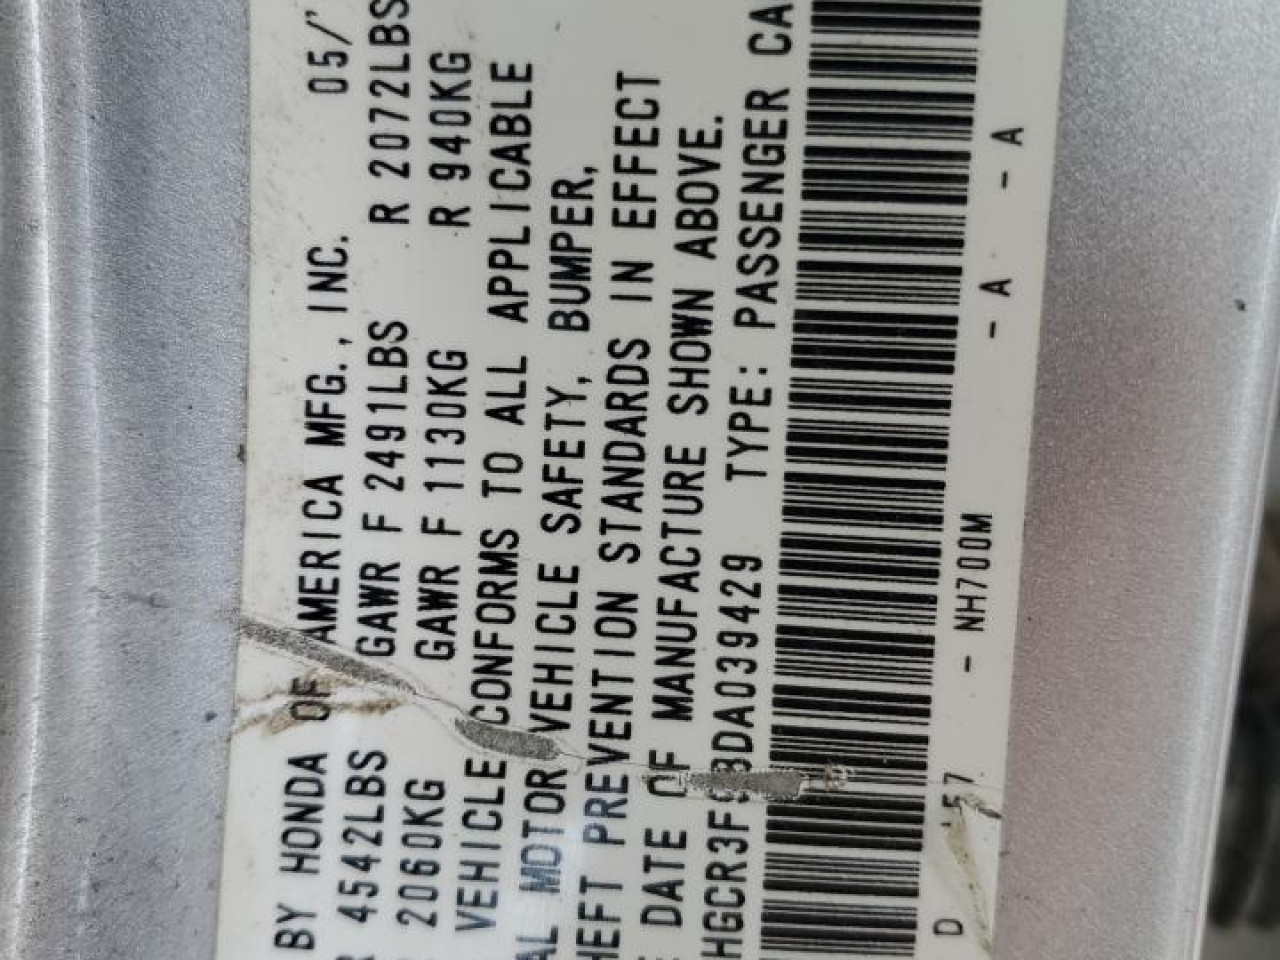 BY HONDA OF AMERICA MFG., INC. 05/
4542LBS GAWR F 2491LBS R 2072LBS
2060KG GAWR F 1130KG R 940KG
VEHICLE CONFORMS TO ALL APPLICABLE
AL MOTOR VEHICLE SAFETY, BUMPER,
HEFT PREVENTION STANDARDS IN EFFECT
DATE OF MANUFACTURE SHOWN ABOVE.
HGCR3F DA039429 TYPE: PASSENGER CA
D 57 - NH700M - A - A